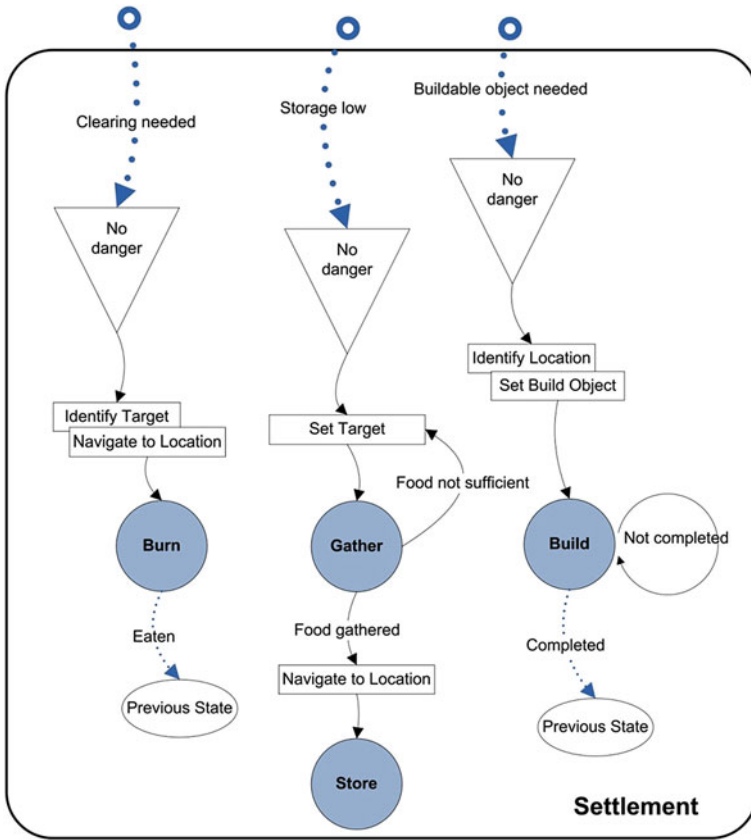 Clearing needed
No
danger
Identify Target
Navigate to Location
Burn
Eaten
Previous State
Storage low
No
danger
Set Target
Food not sufficient
Gather
Food gathered
Navigate to Location
Store
Buildable object needed
No
danger
Identify Location
Set Build Object
Build
Not completed
Completed
Previous State
Settlement